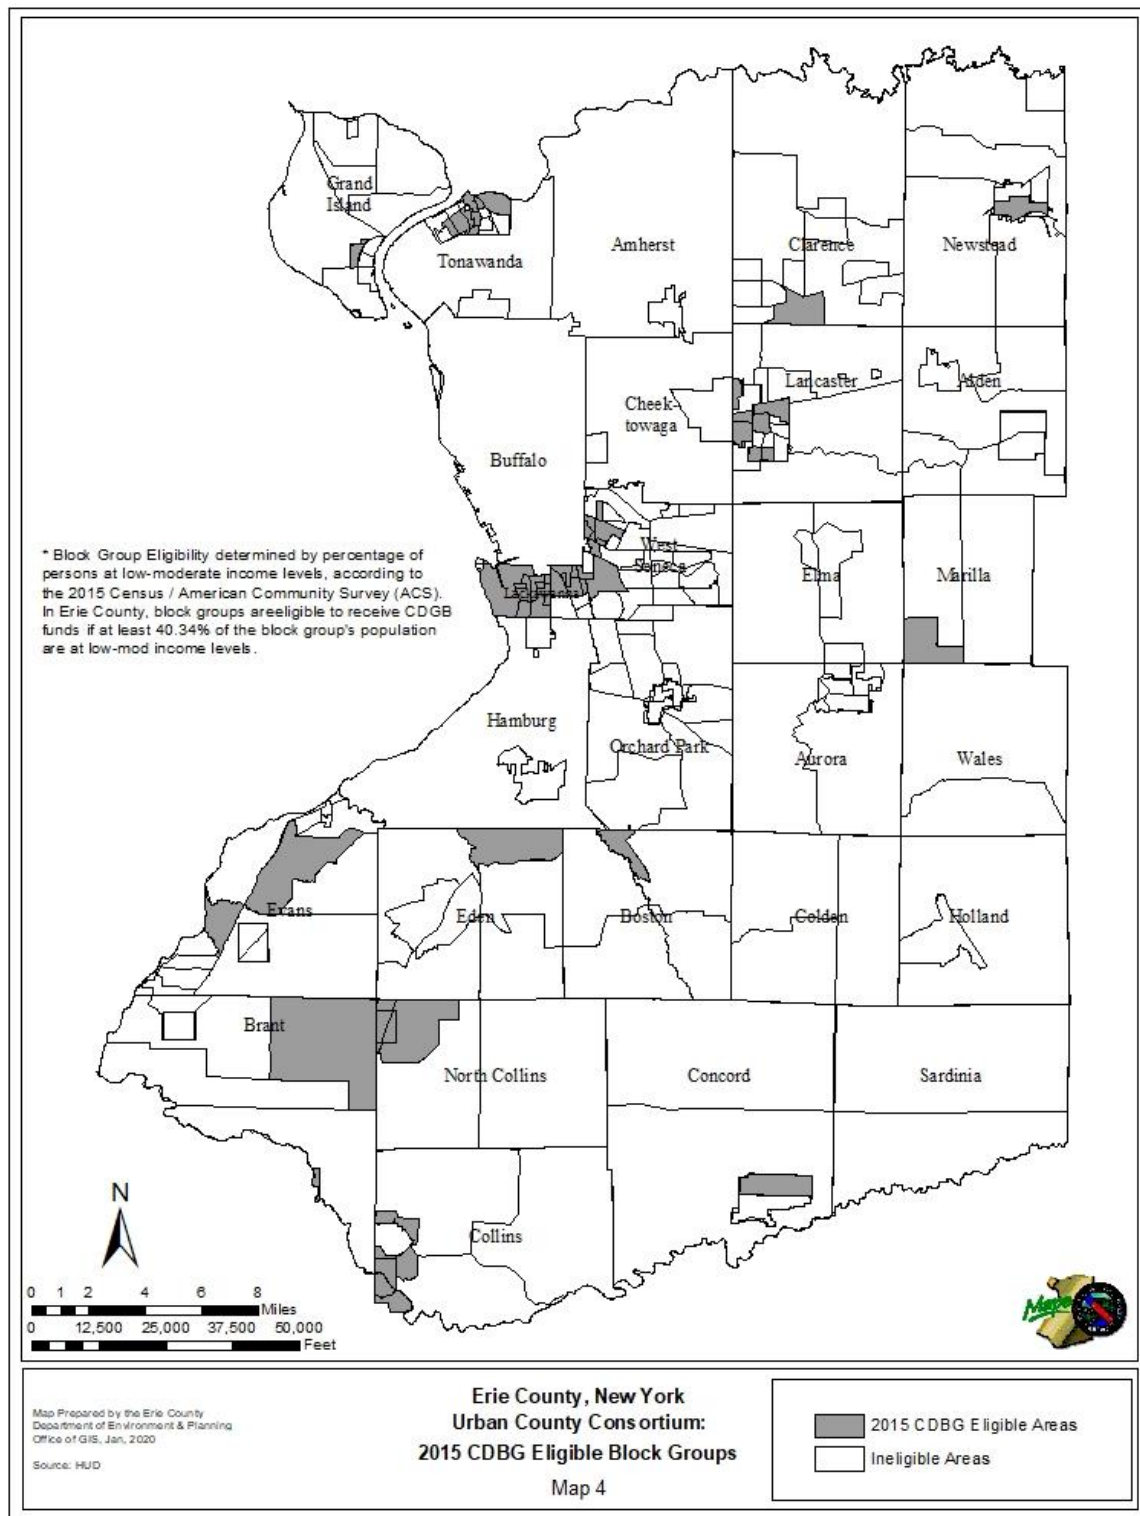 Grand
Island
Tonawanda
Amherst
Clarence
Newstead
Cheek-
towaga
Lancaster
Alden
Buffalo
* Block Group Eligibility determined by percentage of
persons at low-moderate income levels, according to
the 2015 Census / American Community Survey (ACS).
In Erie County, block groups areeligible to receive CDGB
funds if at least 40.34% of the block group's population
are at low-mod income levels.
West
Seneca
Lackawanna
Elma
Marilla
Hamburg
Orchard Park
Aurora
Wales
Evans
Eden
Boston
Colden
Holland
Brant
North Collins
Concord
Sardinia
Collins
N
0 1 2 4 6 8
Miles
0 12,500 25,000 37,500 50,000
Feet
Maps
Map Prepared by the Erie County
Department of Environment & Planning
Office of GIS, Jan, 2020
Source: HUD
Erie County, New York
Urban County Consortium:
2015 CDBG Eligible Block Groups
Map 4
2015 CDBG Eligible Areas
Ineligible Areas